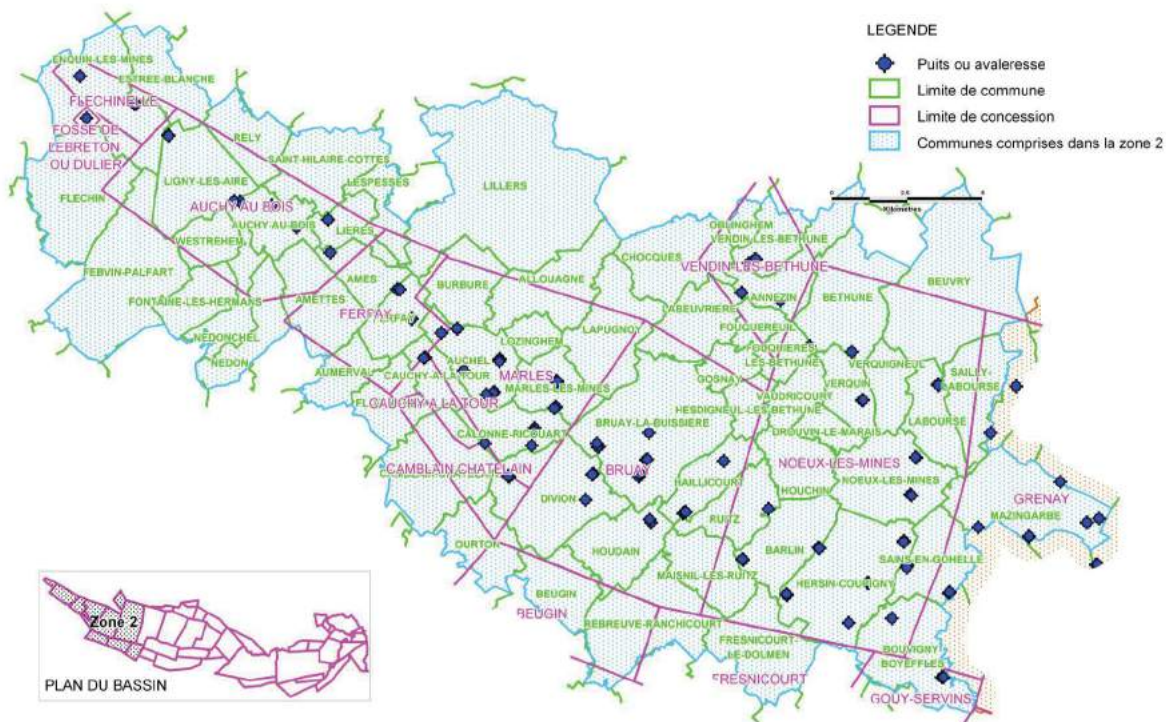 LEGENDE
Puits ou avaleresse
Limite de commune
Limite de concession
Communes comprises dans la zone 2
Kilomètres
ENQUIN-LES-MINES
ESTREE-BLANCHE
FLECHINELLE
FOSSE DE
LEBRETON
OU DULIER
RELY
SAINT-HILAIRE-COTTES
LESPESSES
LIGNY-LES-AIRE
LILLERS
FLECHIN
AUCHY AU BOIS
AUCHY-AU-BOIS
WESTREHEM
LIERES
FEBVIN-PALFART
FONTAINE-LES-HERMANS
AMES
AMETTES
NEDONCHEL
NEDON
FERFAY
BURBURE
ALLOUAGNE
CHOCQUES
OBLINGHEM
VENDIN-LES-BETHUNE
VENDIN-LES-BETHUNE
ANNEZIN
BETHUNE
BEUVRY
LABEUVRIERE
LAPUGNOY
FOUQUEREUIL
FOUQUIERES
LES-BETHUNE
LOZINGHEM
AUCHEL
AUMERVAL
CAUCHY-A-LA-TOUR
MARLES
MARLES-LES-MINES
CAUCHY-A-LA-TOUR
GOSNAY
VERQUIGNEUL
VERQUIN
VAUDRICOURT
SAILLY-
LABOURSE
LABOURSE
HESDIGNEUL-LES-BETHUNE
DROUVIN-LE-MARAIS
CALONNE-RICOUART
BRUAY-LA-BUISSIERE
CAMBLAIN CHATELAIN
BRUAY
DIVION
HAILLICOURT
NOEUX-LES-MINES
NOEUX-LES-MINES
HOUCHIN
RUITZ
GRENAY
MAZINGARBE
OURTON
HOUDAIN
BARLIN
SAINS-EN-GOHELLE
MAISNIL-LES-RUITZ
HERSIN-COUPIGNY
BEUGIN
BEUGIN
REBREUVE-RANCHICOURT
FRESNICOURT-
LE-DOLMEN
FRESNICOURT
BOUVIGNY
BOYEFFLES
GOUY-SERVINS
Zone 2
PLAN DU BASSIN